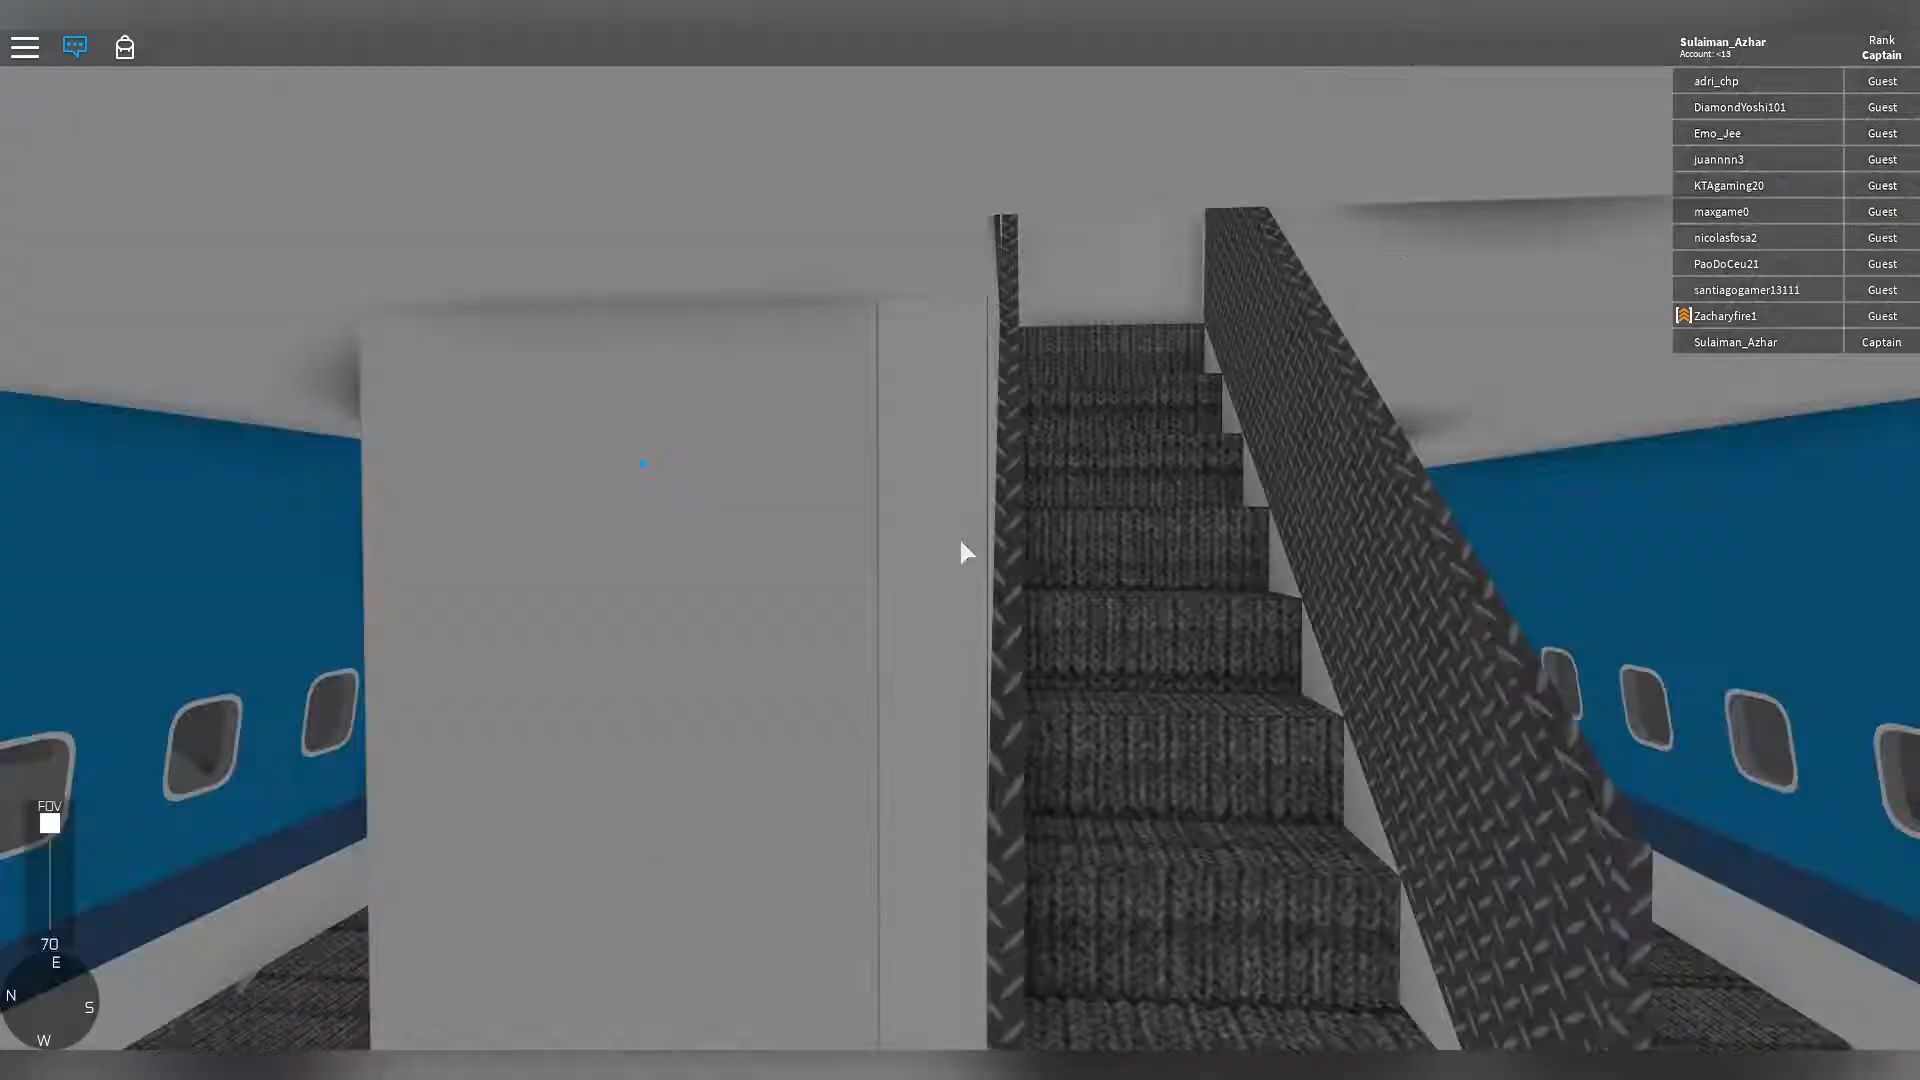 Sulaiman_Azhar Rank
Account: <13 Captain
adri_chp Guest
DiamondYoshi101 Guest
Emo_Jee Guest
juannnn3 Guest
KTAgaming20 Guest
maxgame0 Guest
nicolasfosa2 Guest
PaoDoCeu21 Guest
santiagogamer13111 Guest
Zacharyfire1 Guest
Sulaiman_Azhar Captain
FOV
70
E
N
S
W